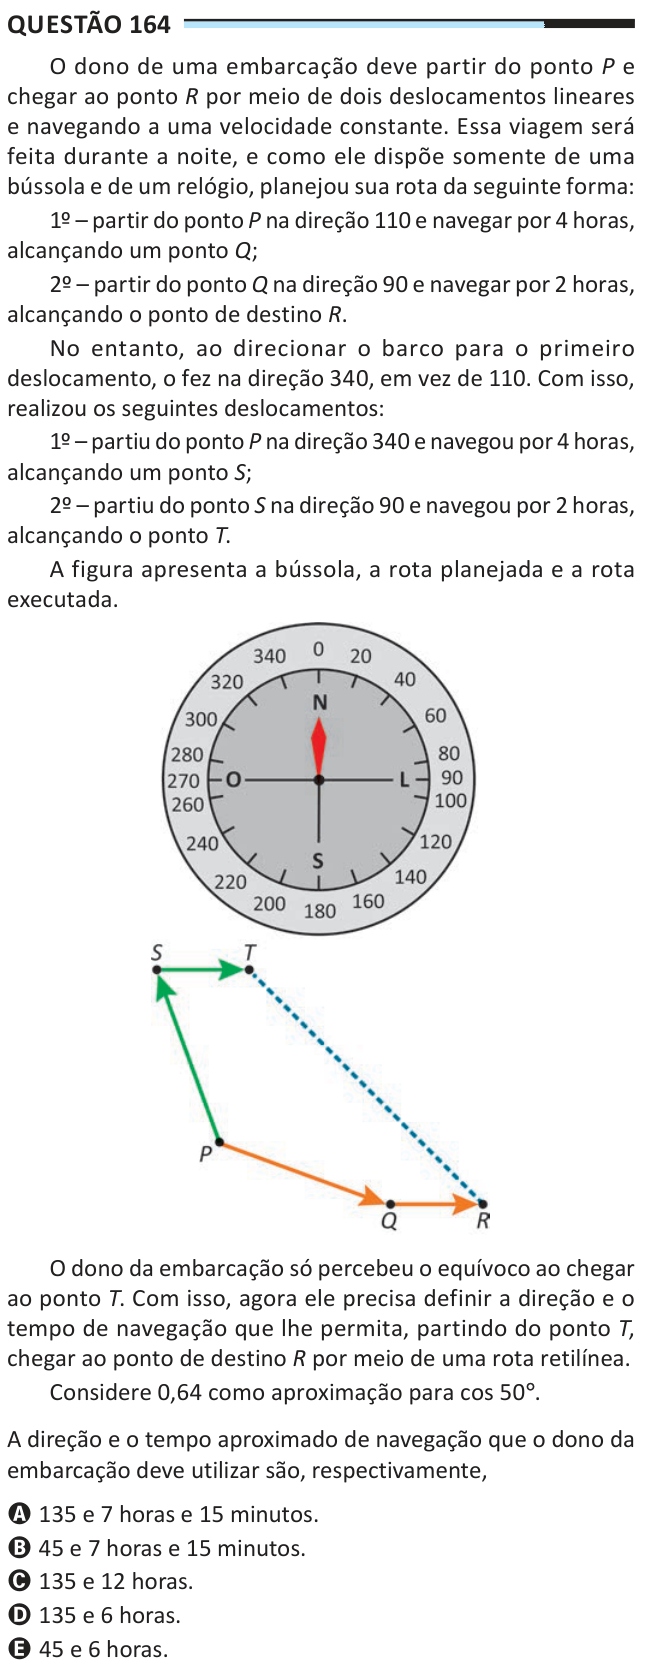 QUESTÃO 164
O dono de uma embarcação deve partir do ponto P e
chegar ao ponto R por meio de dois deslocamentos lineares
e navegando a uma velocidade constante. Essa viagem será
feita durante a noite, e como ele dispõe somente de uma
bússola e de um relógio, planejou sua rota da seguinte forma:
1º – partir do ponto P na direção 110 e navegar por 4 horas,
alcançando um ponto Q;
2º – partir do ponto Q na direção 90 e navegar por 2 horas,
alcançando o ponto de destino R.
No entanto, ao direcionar o barco para o primeiro
deslocamento, o fez na direção 340, em vez de 110. Com isso,
realizou os seguintes deslocamentos:
1º – partiu do ponto P na direção 340 e navegou por 4 horas,
alcançando um ponto S;
2º – partiu do ponto S na direção 90 e navegou por 2 horas,
alcançando o ponto T.
A figura apresenta a bússola, a rota planejada e a rota
executada.
340 0 20
320 40
300 N 60
280 80
270 O L 90
260 100
240 120
220 S 140
200 180 160
S T
P
Q R
O dono da embarcação só percebeu o equívoco ao chegar
ao ponto T. Com isso, agora ele precisa definir a direção e o
tempo de navegação que lhe permita, partindo do ponto T,
chegar ao ponto de destino R por meio de uma rota retilínea.
Considere 0,64 como aproximação para cos 50°.
A direção e o tempo aproximado de navegação que o dono da
embarcação deve utilizar são, respectivamente,
A 135 e 7 horas e 15 minutos.
B 45 e 7 horas e 15 minutos.
C 135 e 12 horas.
D 135 e 6 horas.
E 45 e 6 horas.